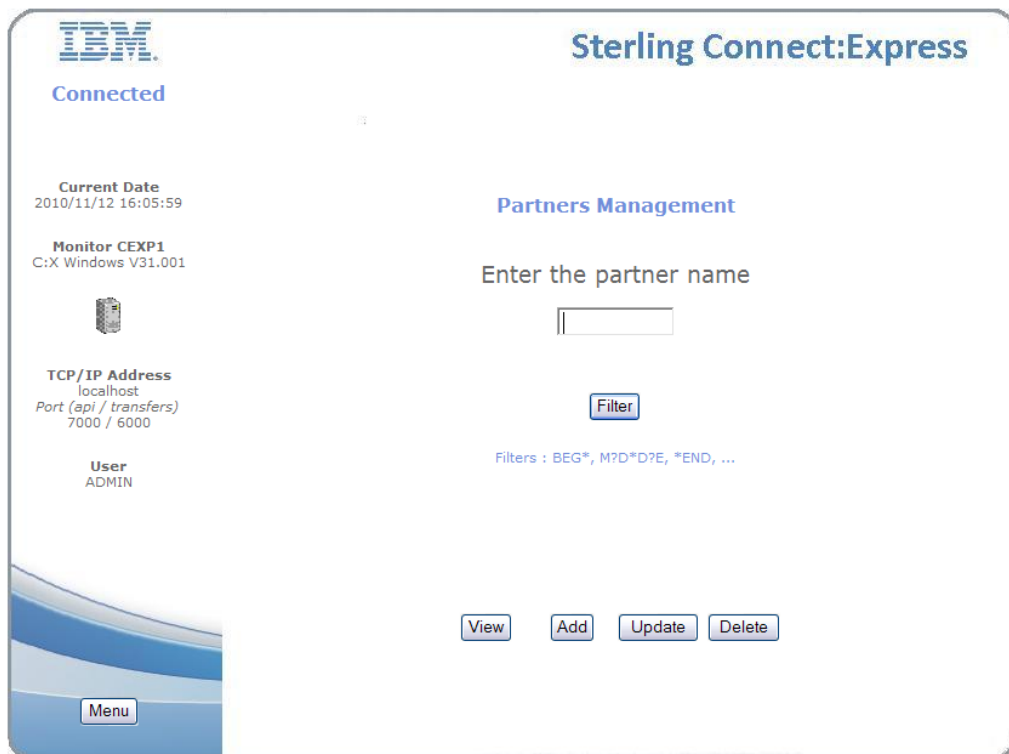 IBM.
Sterling Connect:Express
Connected
Current Date
2010/11/12 16:05:59
Monitor CEXP1
C:X Windows V31.001
TCP/IP Address
localhost
Port (api / transfers)
7000 / 6000
User
ADMIN
Menu
Partners Management
Enter the partner name
Filter
Filters : BEG*, M?D*D?E, *END, ...
View Add Update Delete